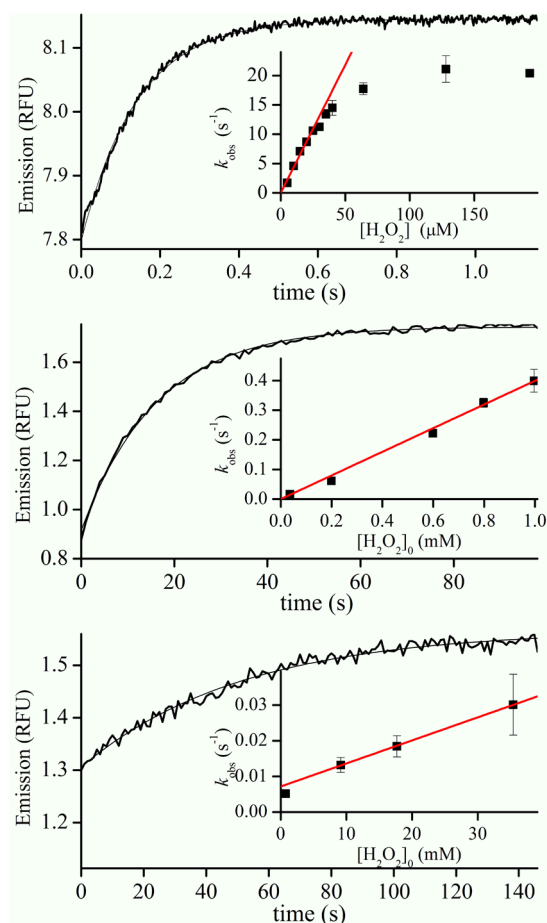 8.1
8.0
7.9
7.8
Emission (RFU)
0.0 0.2 0.4 0.6 0.8 1.0
time (s)
20
15
10
5
0
k_obs (s⁻¹)
0 50 100 150
[H₂O₂] (µM)
1.6
1.4
1.2
1.0
0.8
Emission (RFU)
0 20 40 60 80
time (s)
0.4
0.3
0.2
0.1
0.0
k_obs (s⁻¹)
0.0 0.2 0.4 0.6 0.8 1.0
[H₂O₂]₀ (mM)
1.5
1.4
1.3
1.2
Emission (RFU)
0 20 40 60 80 100 120 140
time (s)
0.03
0.02
0.01
0.00
k_obs (s⁻¹)
0 10 20 30
[H₂O₂]₀ (mM)